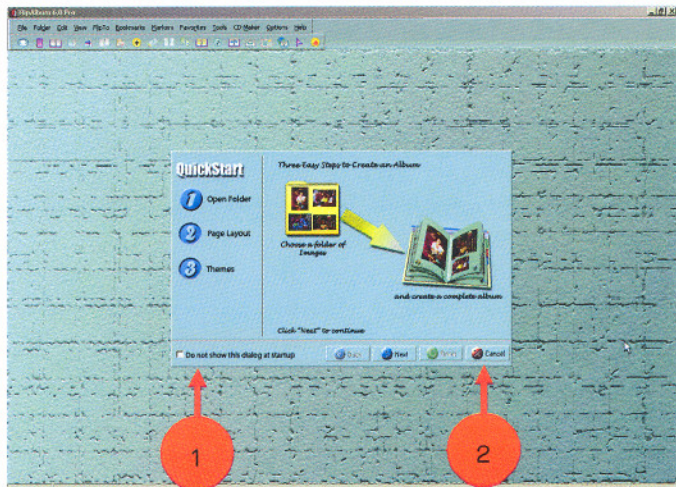 FlipAlbum 6.0 Pro
File Folder Edit View FlipTo Bookmarks Markers Favorites Tools CD Maker Options Help
QuickStart
Three Easy Steps to Create an Album
1 Open Folder
2 Page Layout
3 Themes
Choose a folder of
Images
and create a complete album
Click "Next" to continue
Do not show this dialog at startup
Back
Next
Cancel
1
2